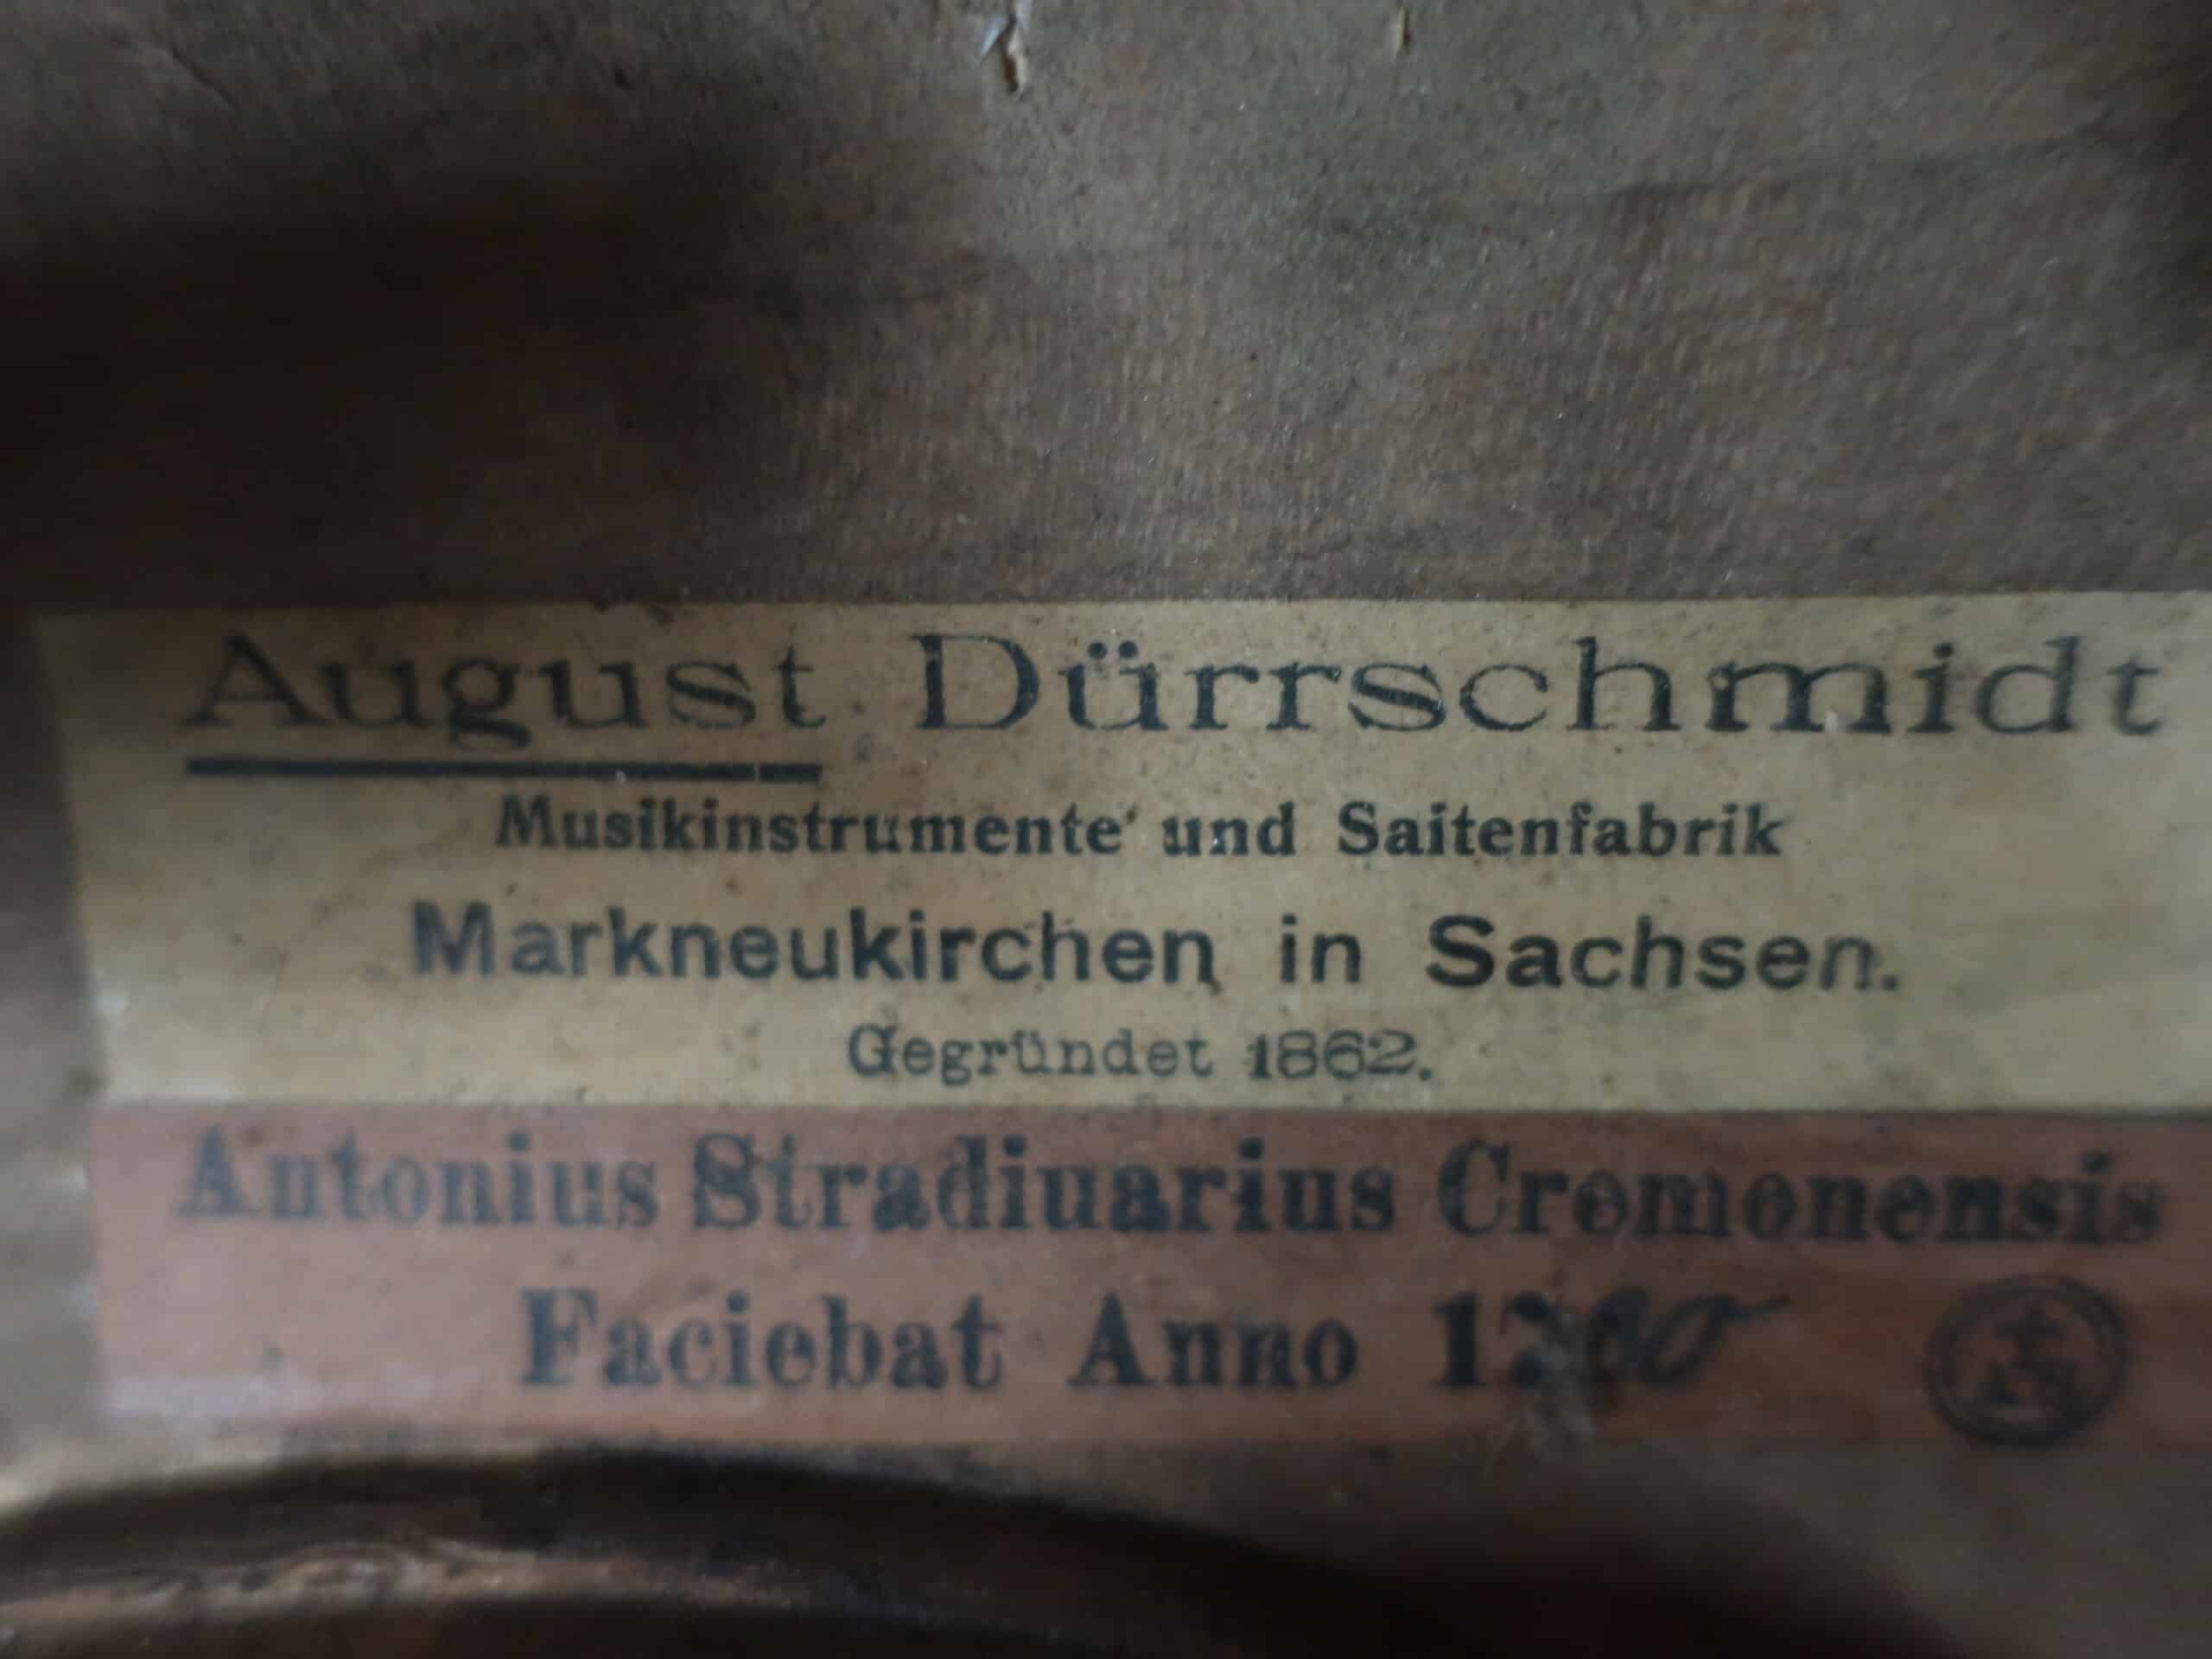 August Dürrschmidt
Musikinstrumente und Saitenfabrik
Markneukirchen in Sachsen.
Gegründet 1862.
Antonius Stradiuarius Cremonensis
Faciebat Anno